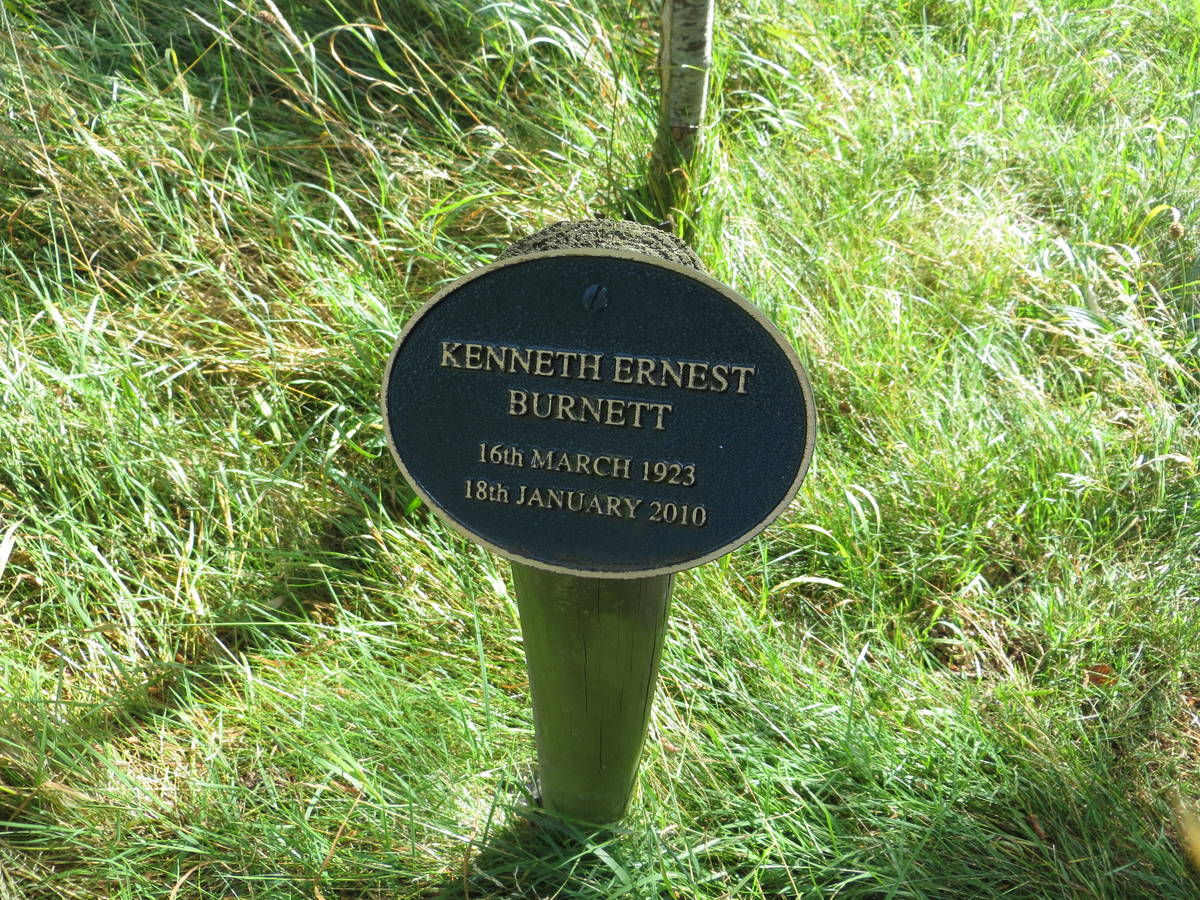 KENNETH ERNEST
BURNETT
16th MARCH 1923
18th JANUARY 2010